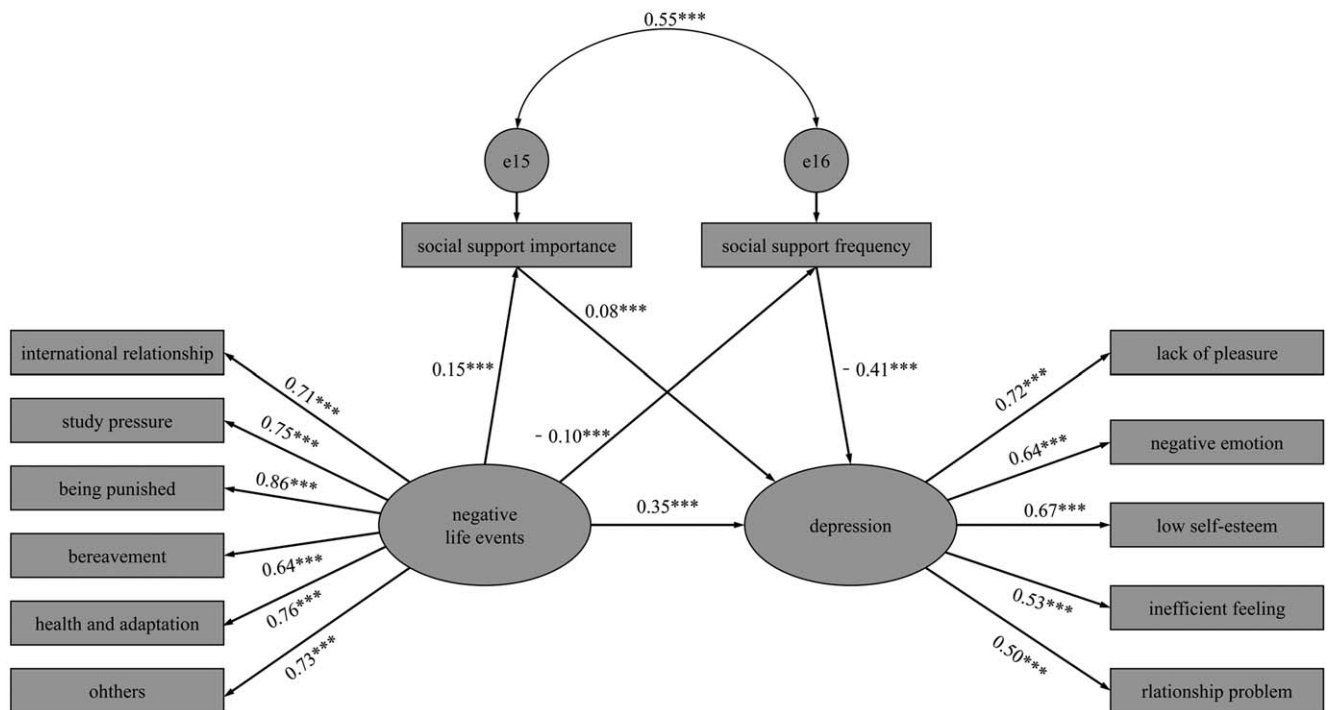 0.55***
e15
e16
social support importance
social support frequency
0.08***
0.15***
- 0.41***
- 0.10***
international relationship
study pressure
being punished
bereavement
health and adaptation
ohthers
0.71***
0.75***
0.86***
0.64***
0.76***
0.73***
negative
life events
0.35***
depression
0.72***
0.64***
0.67***
0.53***
0.50***
lack of pleasure
negative emotion
low self-esteem
inefficient feeling
rlationship problem